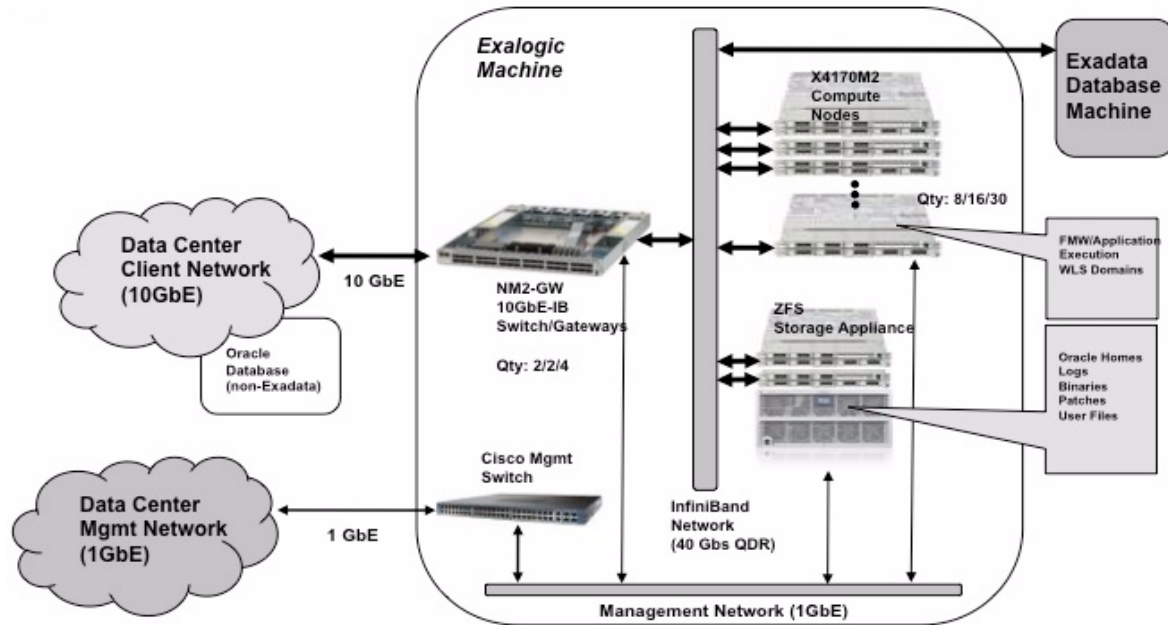 Exalogic
Machine
X4170M2
Compute
Nodes
Exadata
Database
Machine
Qty: 8/16/30
Data Center
Client Network
(10GbE)
10 GbE
NM2-GW
10GbE-IB
Switch/Gateways
Qty: 2/2/4
FMW/Application
Execution
WLS Domains
Oracle
Database
(non-Exadata)
ZFS
Storage Appliance
Oracle Homes
Logs
Binaries
Patches
User Files
Cisco Mgmt
Switch
Data Center
Mgmt Network
(1GbE)
1 GbE
InfiniBand
Network
(40 Gbs QDR)
Management Network (1GbE)